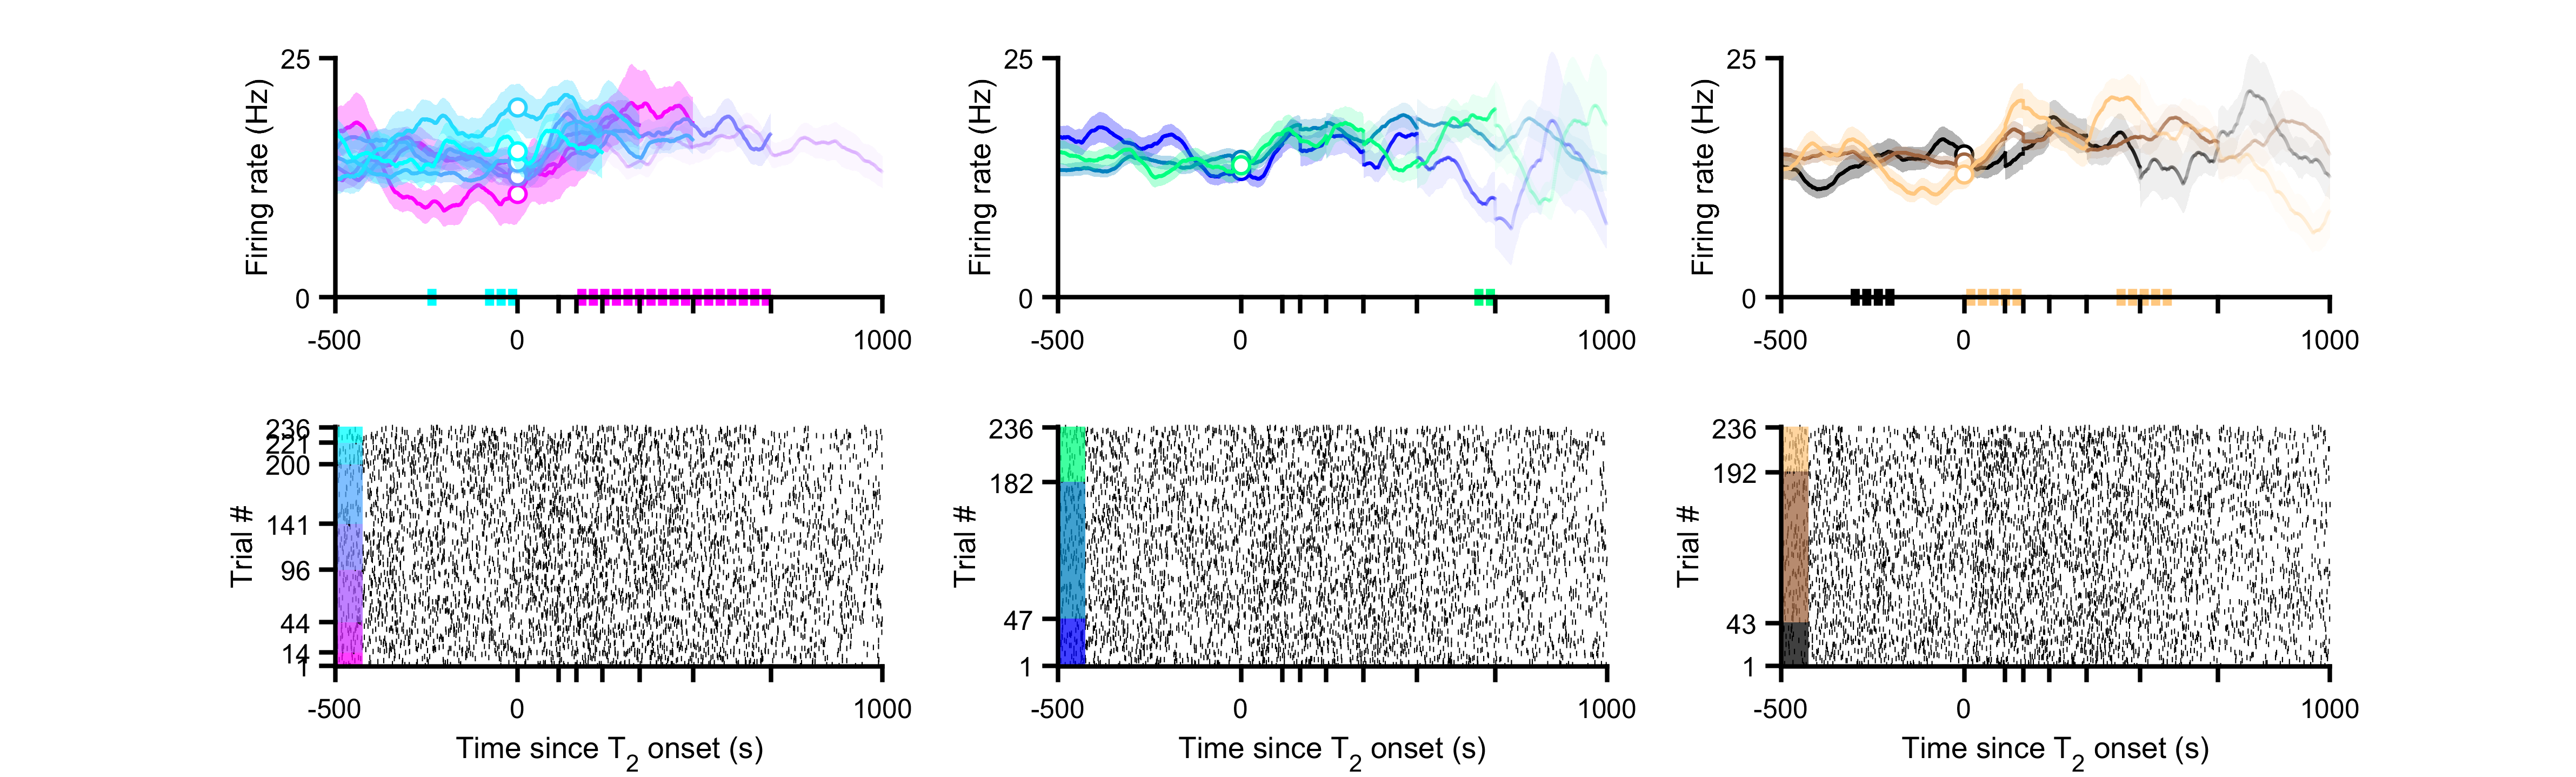 25
Firing rate (Hz)
0
-500 0 1000
25
Firing rate (Hz)
0
-500 0 1000
25
Firing rate (Hz)
0
-500 0 1000
236
221
200
141
96
44
14
1
Trial #
-500 0 1000
Time since T2 onset (s)
236
182
47
1
Trial #
-500 0 1000
Time since T2 onset (s)
236
192
43
1
Trial #
-500 0 1000
Time since T2 onset (s)